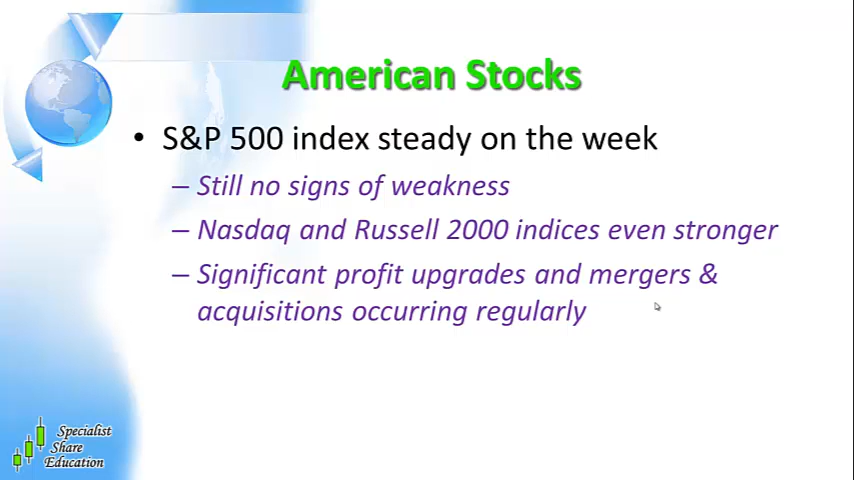 American Stocks
• S&P 500 index steady on the week
– Still no signs of weakness
– Nasdaq and Russell 2000 indices even stronger
– Significant profit upgrades and mergers &
acquisitions occurring regularly
Specialist
Share
Education